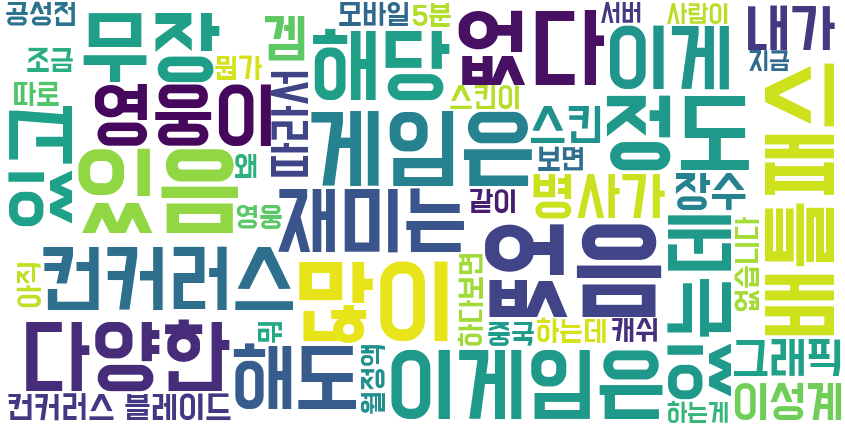 공성전
무장
겜
모바일
5분
해당
없다
서버
사람이
내가
이게
지금
조금
뭔가
따로
영웅이
따라서
스킨이
배틀패스
있고
있음
왜
게임은
스킨
정도
보면
영웅
재미는
같이
병사가
장수
아직
컨커러스
많이
없음
하다보면
있는데
없습니다
다양한
뭐
해도
월정액
중국
하는데
캐쉬
이게임은
그래픽
컨커러스 블레이드
하는게
이성계